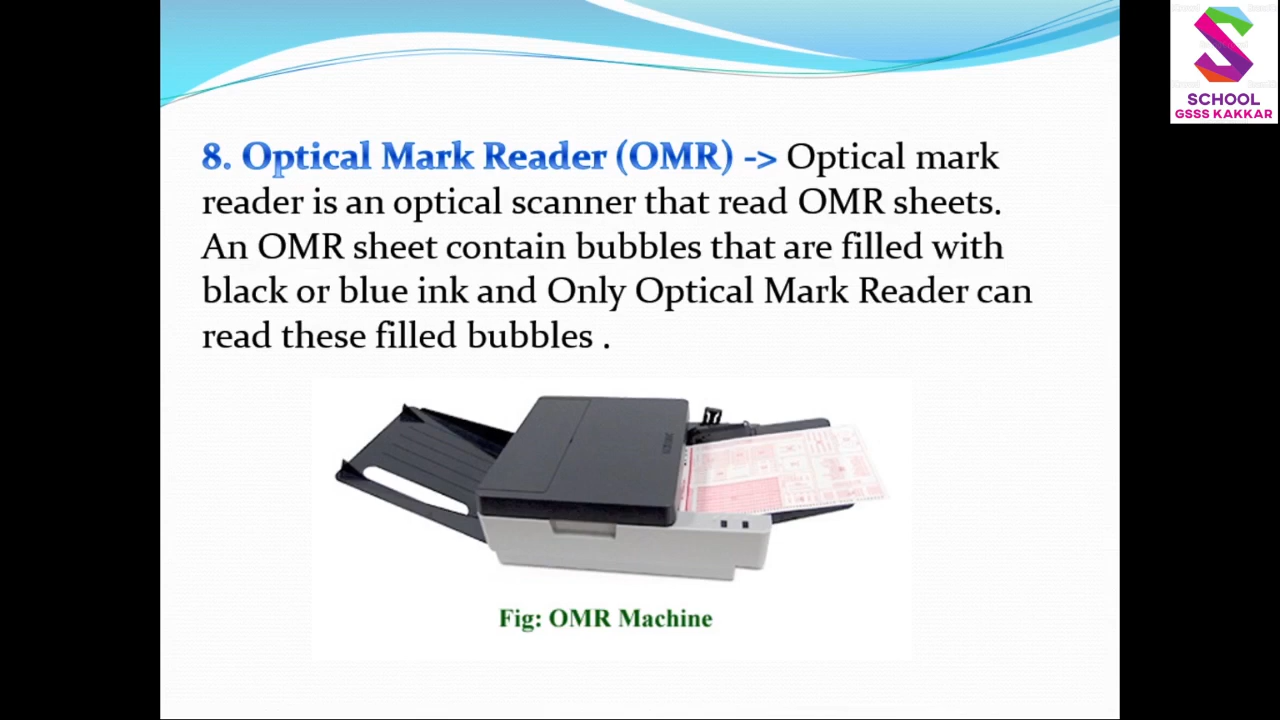 SCHOOL
GSSS KAKKAR
8. Optical Mark Reader (OMR) -> Optical mark
reader is an optical scanner that read OMR sheets.
An OMR sheet contain bubbles that are filled with
black or blue ink and Only Optical Mark Reader can
read these filled bubbles .
Fig: OMR Machine